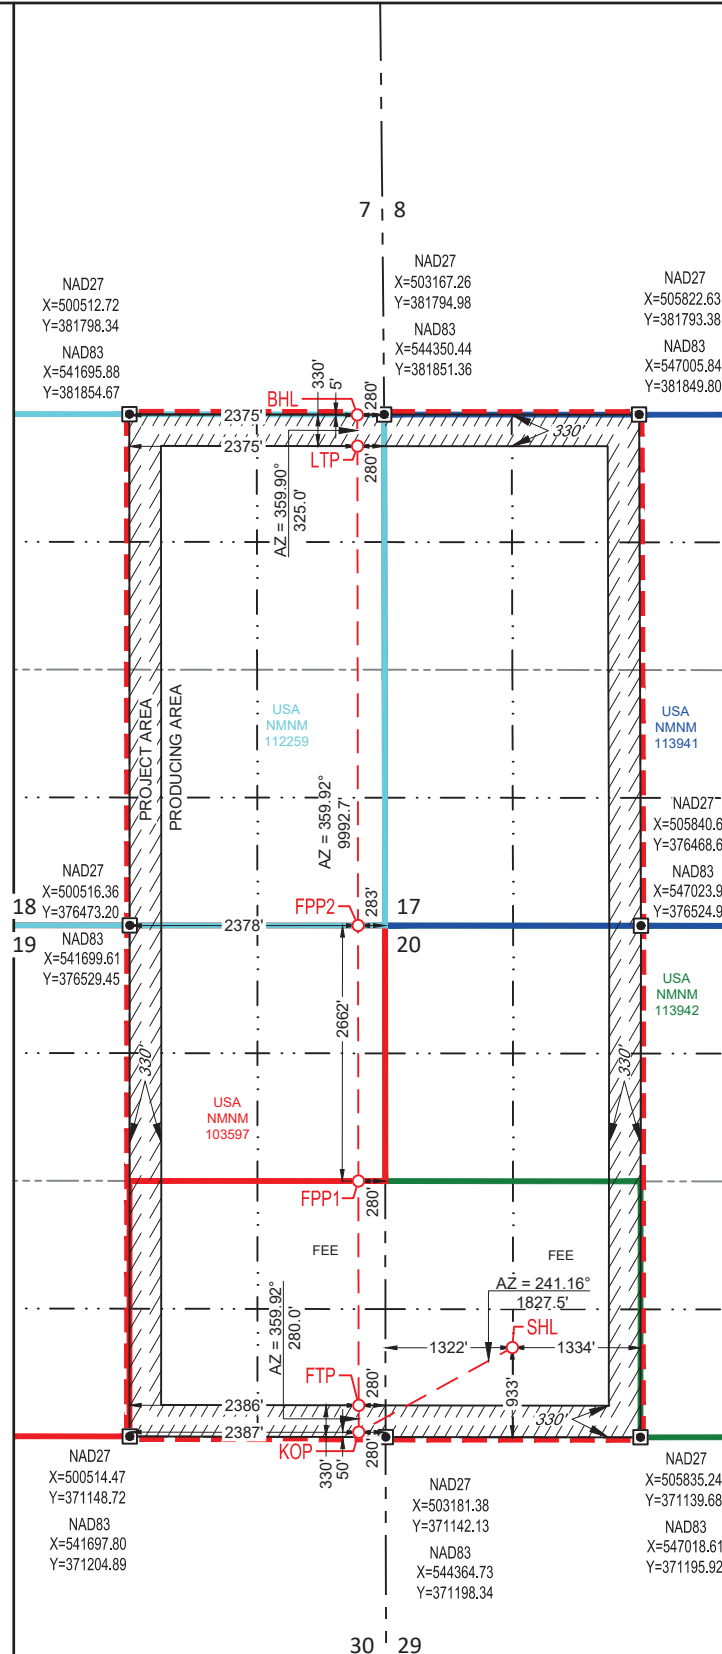 7 8
NAD27
X=500512.72
Y=381798.34
NAD83
X=541695.88
Y=381854.67
NAD27
X=503167.26
Y=381794.98
NAD83
X=544350.44
Y=381851.36
NAD27
X=505822.63
Y=381793.38
NAD83
X=547005.84
Y=381849.80
BHL
330'
5'
280'
2375'
330'
2375'
LTP
280'
AZ = 359.90°
325.0'
PROJECT AREA
PRODUCING AREA
USA
NMNM
112259
USA
NMNM
113941
AZ = 359.92°
9992.7'
NAD27
X=505840.6
Y=376468.6
NAD83
X=547023.9
Y=376524.9
NAD27
X=500516.36
Y=376473.20
NAD83
X=541699.61
Y=376529.45
18
19
FPP2
283'
17
20
2378'
2662'
USA
NMNM
113942
330'
330'
USA
NMNM
103597
FPP1
280'
FEE
FEE
AZ = 241.16°
1827.5'
AZ = 359.92°
280.0'
SHL
1322'
1334'
933'
FTP
280'
2386'
330'
2387'
KOP
280'
330'
50'
NAD27
X=500514.47
Y=371148.72
NAD83
X=541697.80
Y=371204.89
NAD27
X=503181.38
Y=371142.13
NAD83
X=544364.73
Y=371198.34
NAD27
X=505835.24
Y=371139.68
NAD83
X=547018.61
Y=371195.92
30 29